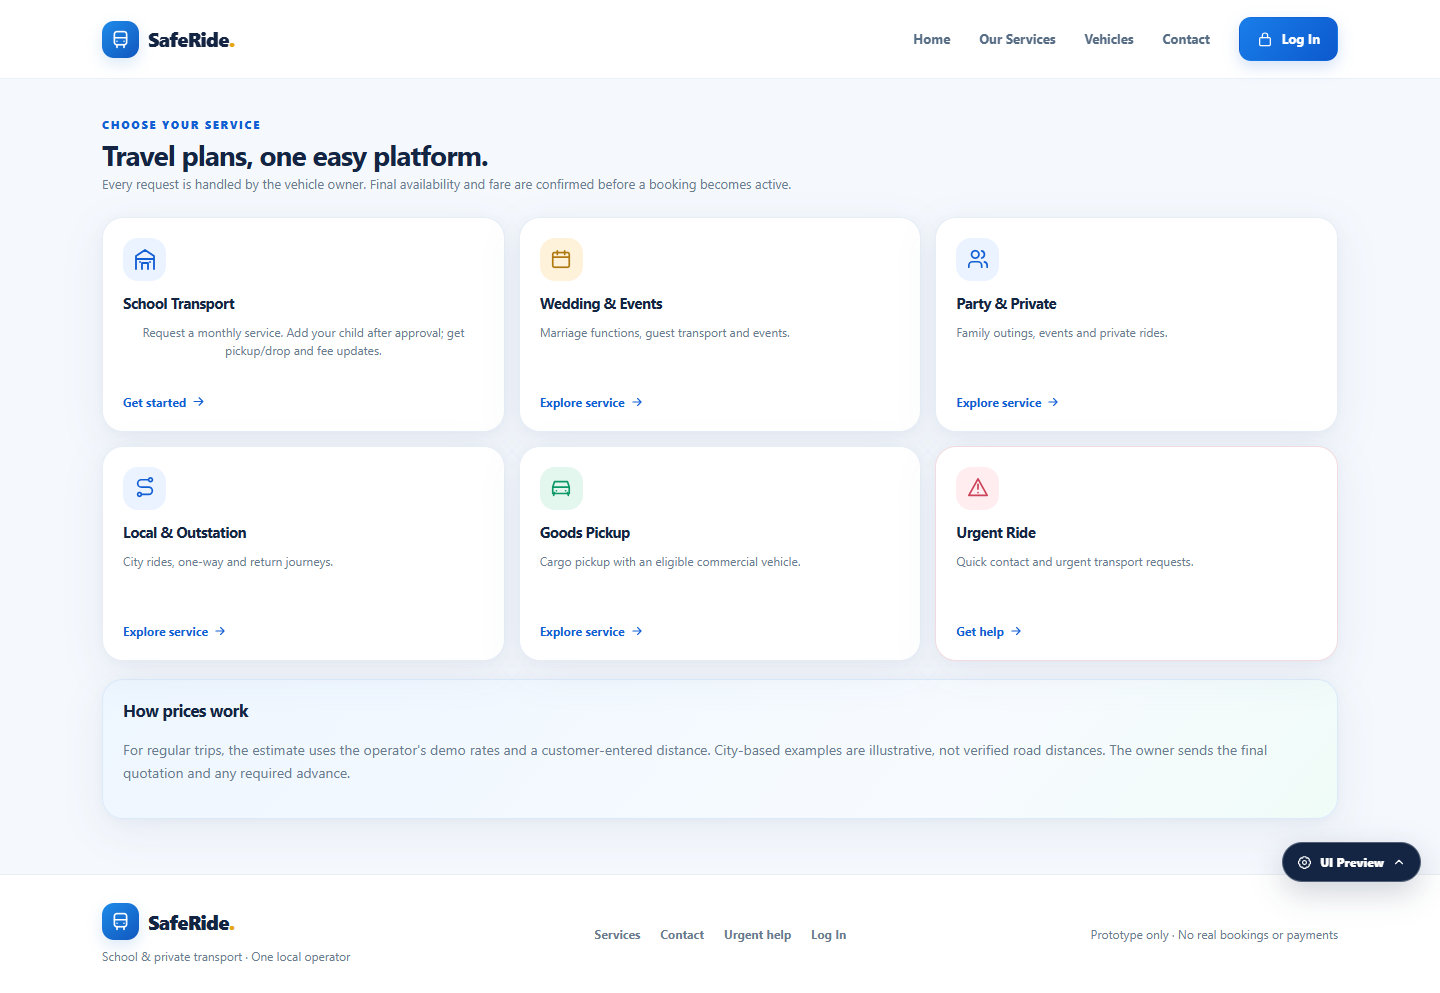 SafeRide.
Home
Our Services
Vehicles
Contact
Log In
CHOOSE YOUR SERVICE
Travel plans, one easy platform.
Every request is handled by the vehicle owner. Final availability and fare are confirmed before a booking becomes active.
School Transport
Request a monthly service. Add your child after approval; get
pickup/drop and fee updates.
Get started
Wedding & Events
Marriage functions, guest transport and events.
Explore service
Party & Private
Family outings, events and private rides.
Explore service
Local & Outstation
City rides, one-way and return journeys.
Explore service
Goods Pickup
Cargo pickup with an eligible commercial vehicle.
Explore service
Urgent Ride
Quick contact and urgent transport requests.
Get help
How prices work
For regular trips, the estimate uses the operator's demo rates and a customer-entered distance. City-based examples are illustrative, not verified road distances. The owner sends the final
quotation and any required advance.
UI Preview
SafeRide.
School & private transport · One local operator
Services
Contact
Urgent help
Log In
Prototype only · No real bookings or payments